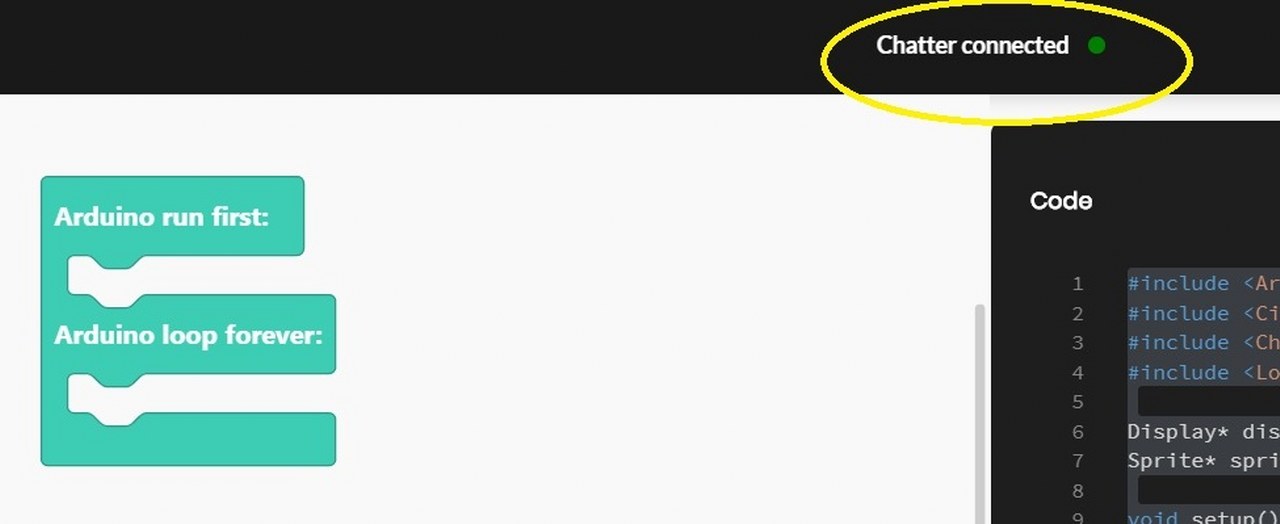 Chatter connected
Arduino run first:
Arduino loop forever:
Code
1 #include <Ar
2 #include <Ci
3 #include <Ch
4 #include <Lo
5
6 Display* dis
7 Sprite* spri
8
9 void setup()